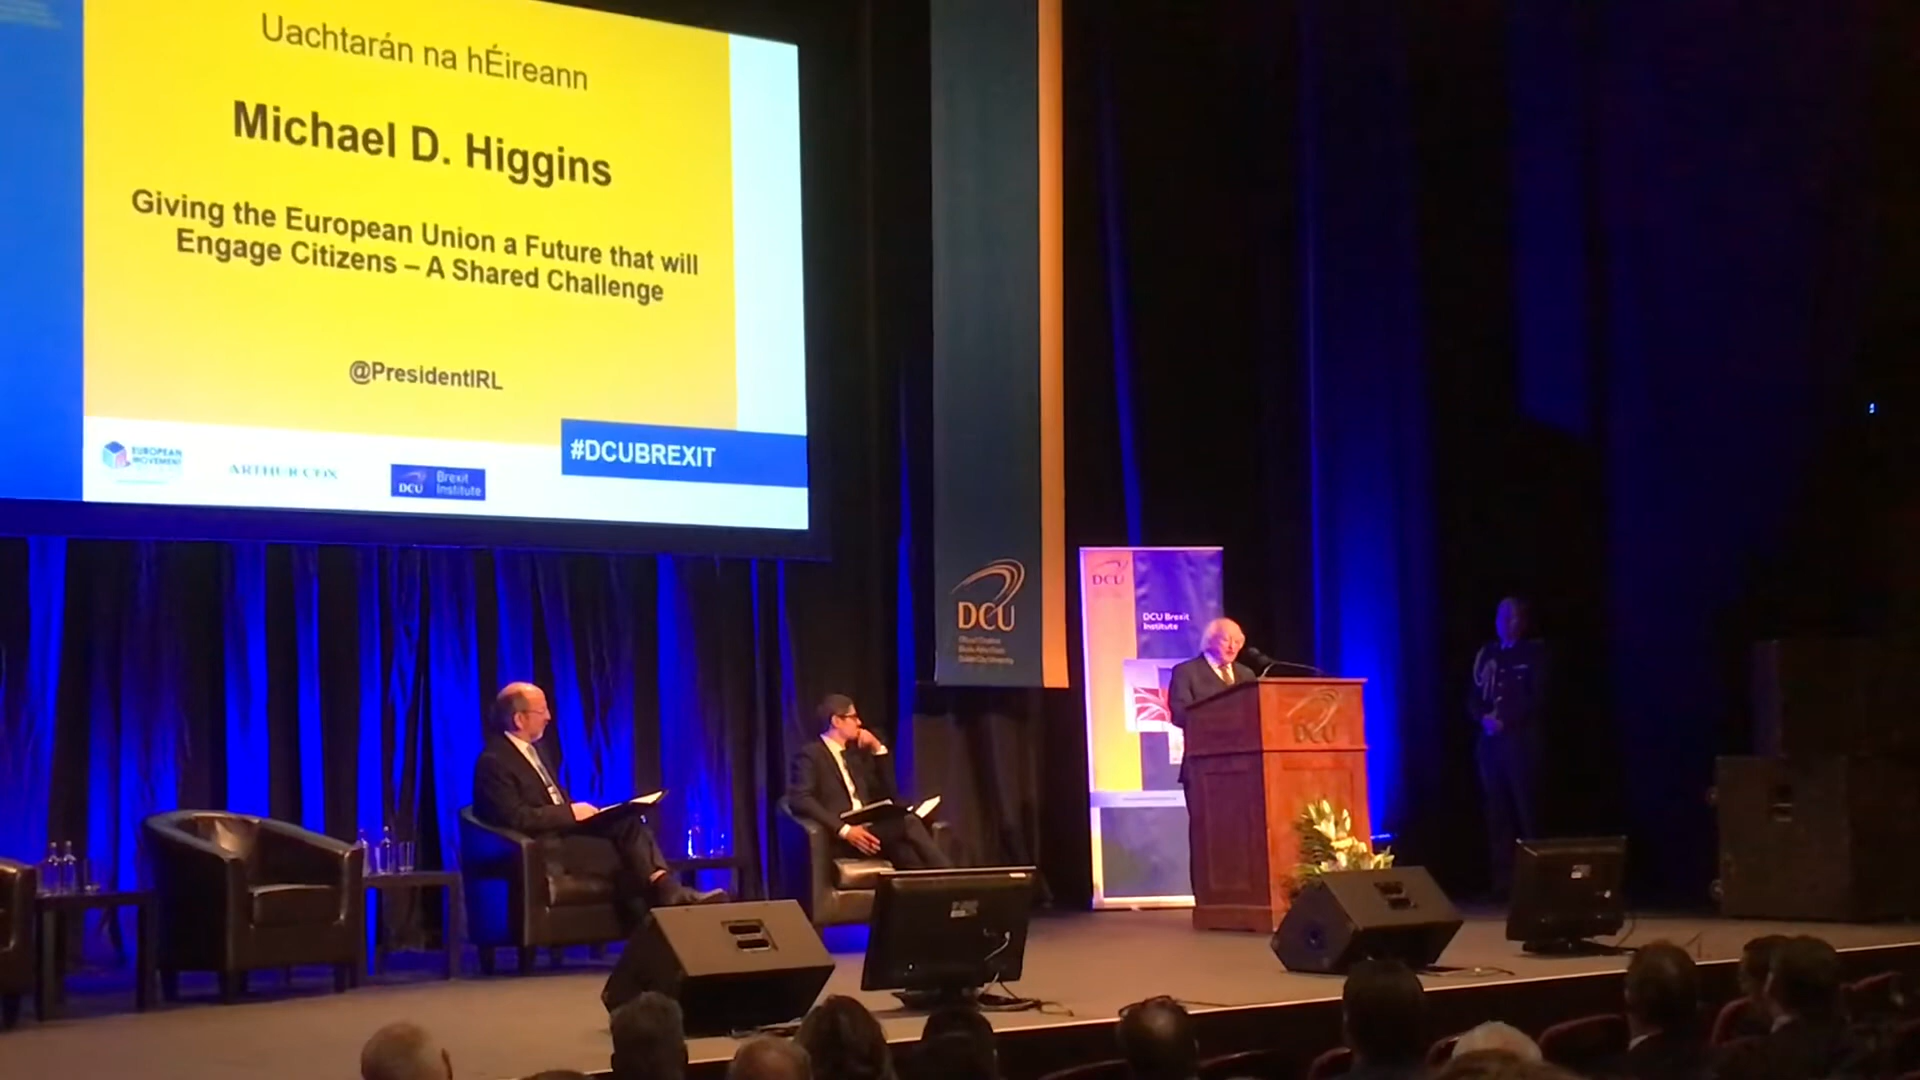 Uachtarán na hÉireann
Michael D. Higgins
Giving the European Union a Future that will
Engage Citizens – A Shared Challenge
@PresidentIRL
#DCUBREXIT
EUROPEAN
MOVEMENT
ARTHUR COX
DCU
Brexit
Institute
DCU
DCU
DCU Brexit
Institute
DCU